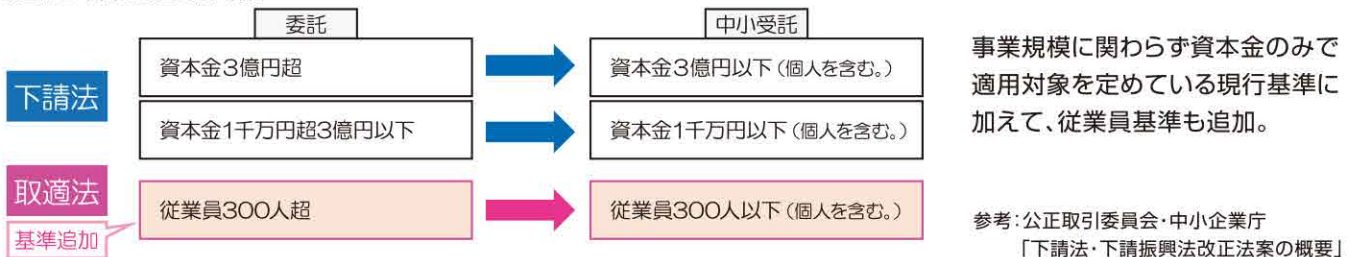 委託
中小受託
下請法
資本金3億円超
資本金3億円以下(個人を含む。)
資本金1千万円超3億円以下
資本金1千万円以下(個人を含む。)
取適法
基準追加
従業員300人超
従業員300人以下(個人を含む。)
事業規模に関わらず資本金のみで
適用対象を定めている現行基準に
加えて、従業員基準も追加。
参考:公正取引委員会・中小企業庁
「下請法・下請振興法改正法案の概要」